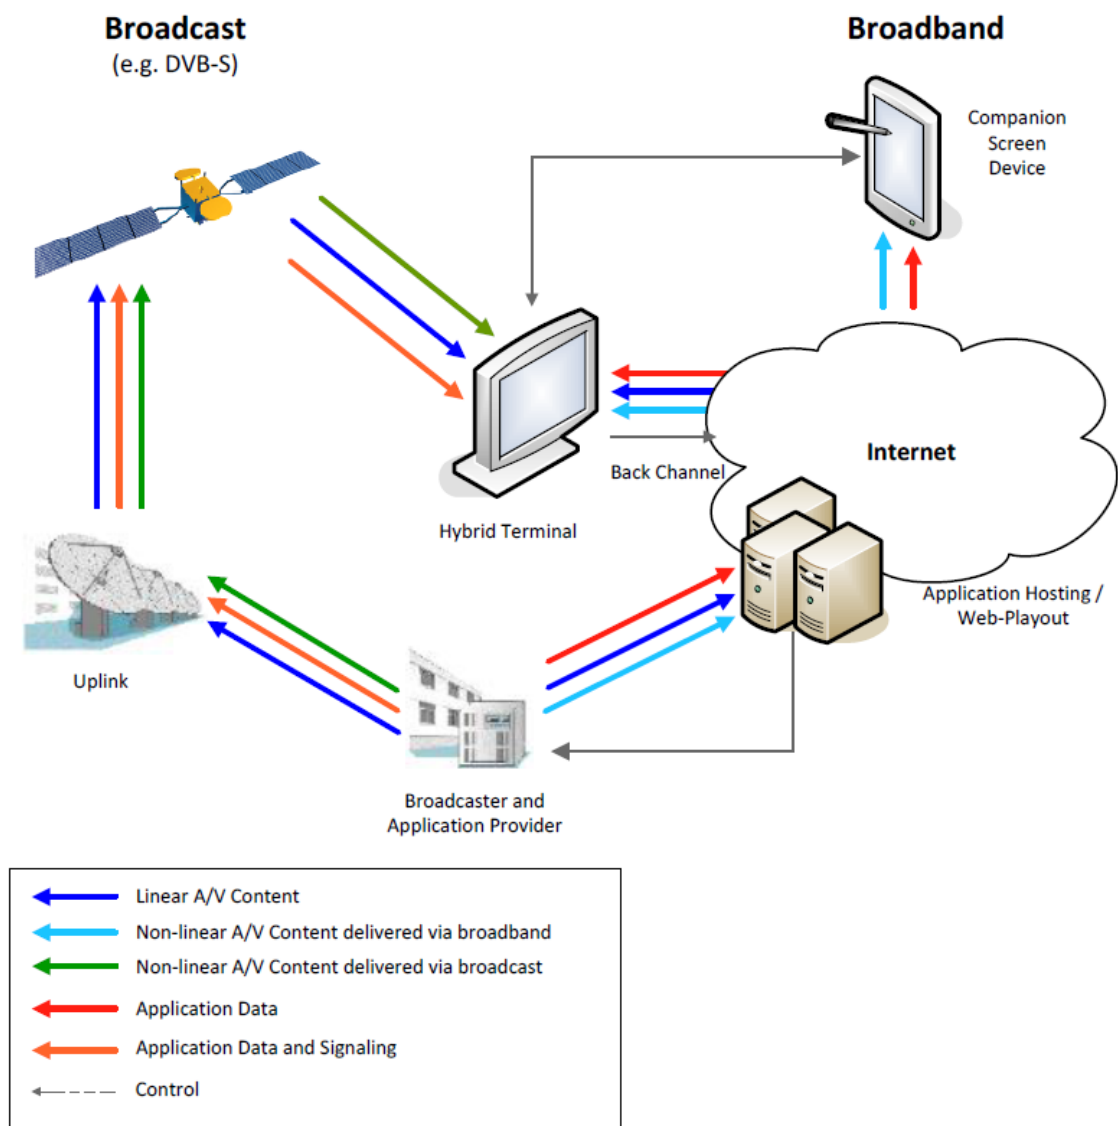 Broadcast
(e.g. DVB-S)
Broadband
Companion
Screen
Device
Internet
Back Channel
Hybrid Terminal
Application Hosting /
Web-Playout
Uplink
Broadcaster and
Application Provider
Linear A/V Content
Non-linear A/V Content delivered via broadband
Non-linear A/V Content delivered via broadcast
Application Data
Application Data and Signaling
Control